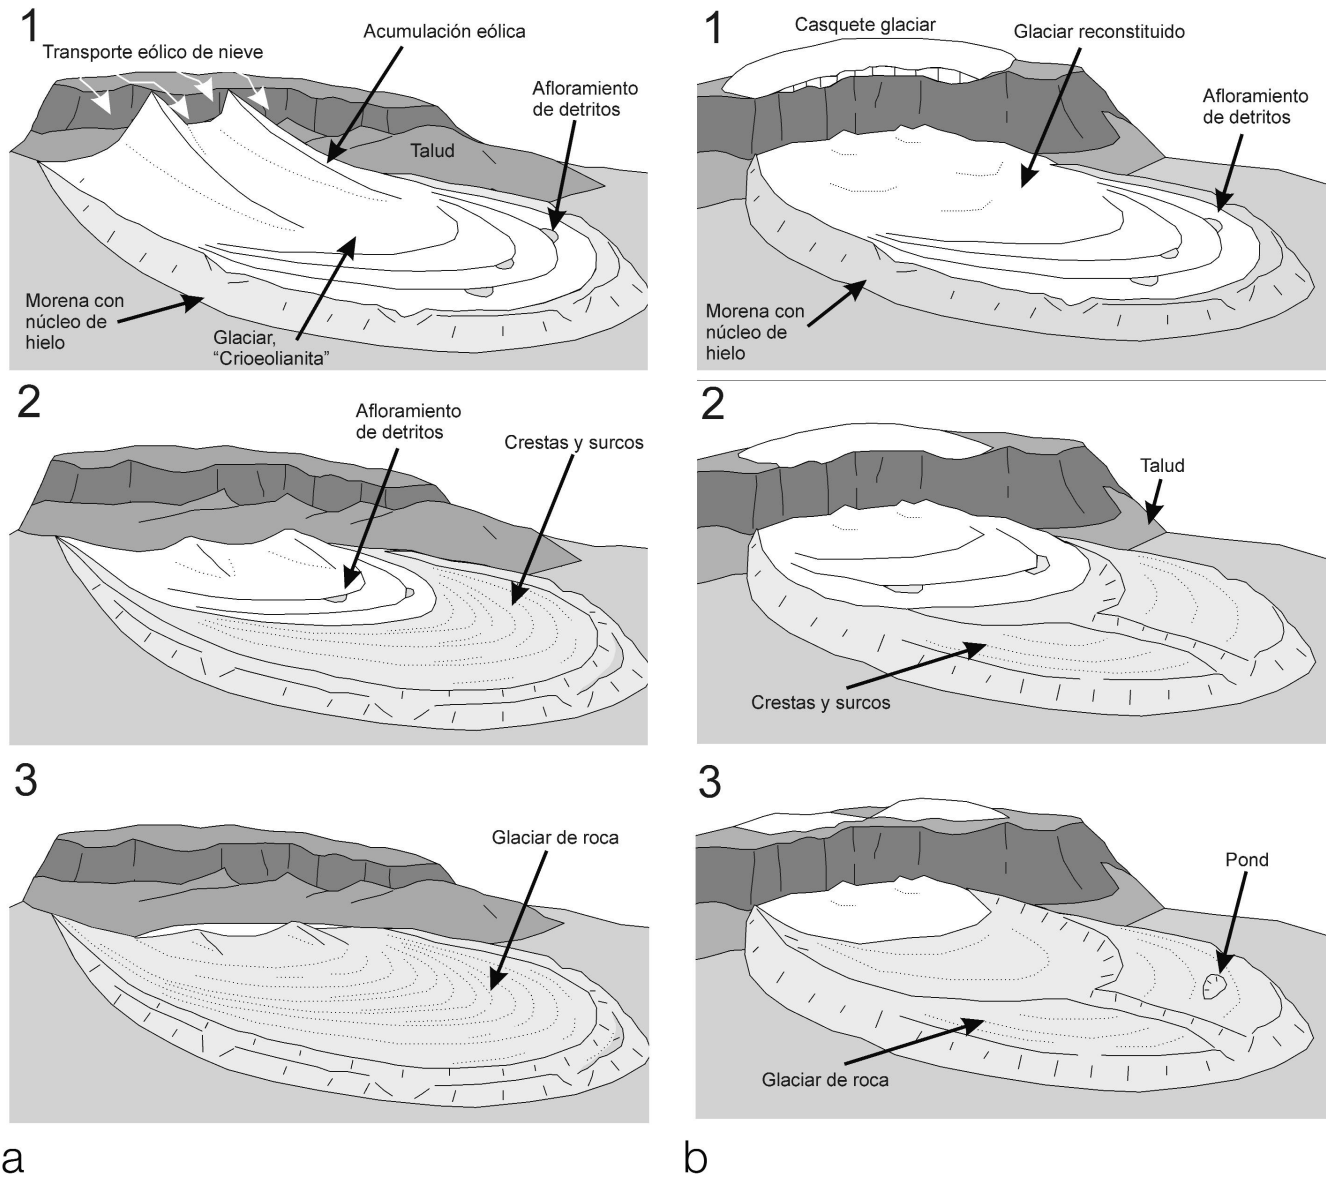 1
Transporte eólico de nieve
Acumulación eólica
Afloramiento
de detritos
Talud
Morena con
núcleo de
hielo
Glaciar,
“Crioeolianita”
2
Afloramiento
de detritos
Crestas y surcos
3
Glaciar de roca
a
1
Casquete glaciar
Glaciar reconstituido
Afloramiento
de detritos
Morena con
núcleo de
hielo
2
Talud
Crestas y surcos
3
Pond
Glaciar de roca
b